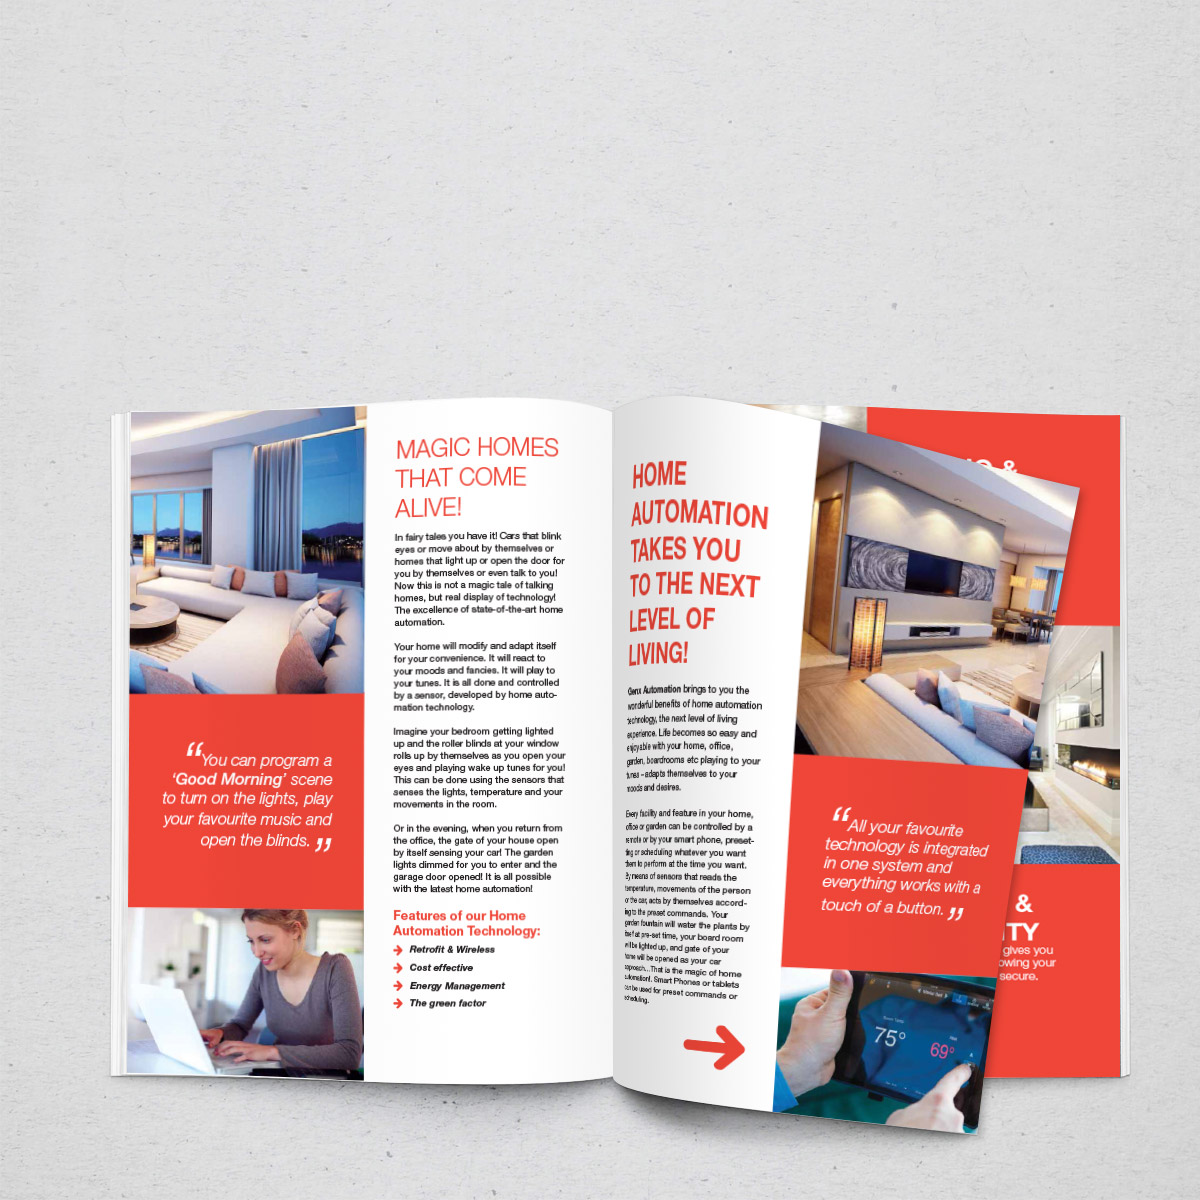 MAGIC HOMES
THAT COME
ALIVE!
In fairy tales you have it! Cars that blink
eyes or move about by themselves or
homes that light up or open the door for
you by themselves or even talk to you!
Now this is not a magic tale of talking
homes, but real display of technology!
The excellence of state-of-the-art home
automation.
Your home will modify and adapt itself
for your convenience. It will react to
your moods and fancies. It will play to
your tunes. It is all done and controlled
by a sensor, developed by home auto-
mation technology.
Imagine your bedroom getting lighted
up and the roller blinds at your window
rolls up by themselves as you open your
eyes and playing wake up tunes for you!
This can be done using the sensors that
senses the lights, temperature and your
movements in the room.
Or in the evening, when you return from
the office, the gate of your house open
by itself sensing your car! The garden
lights dimmed for you to enter and the
garage door opened! It is all possible
with the latest home automation!
Features of our Home
Automation Technology:
Retrofit & Wireless
Cost effective
Energy Management
The green factor
“You can program a
‘Good Morning’ scene
to turn on the lights, play
your favourite music and
open the blinds.”
HOME
AUTOMATION
TAKES YOU
TO THE NEXT
LEVEL OF
LIVING!
Genx Automation brings to you the
wonderful benefits of home automation
technology, the next level of living
experience. Life becomes so easy and
enjoyable with your home, office,
garden, boardrooms etc playing to your
tunes – adapts themselves to your
moods and desires.
Every facility and feature in your home,
office or garden can be controlled by a
remote or by your smart phone, preset-
ting or scheduling whatever you want
them to perform at the time you want.
By means of sensors that reads the
temperature, movements of the person
or the car, acts by themselves accord-
ing to the preset commands. Your
garden fountain will water the plants by
itself at pre-set time, your board room
will be lighted up, and gate of your
home will be opened as your car
approach...That is the magic of home
automation!. Smart Phones or tablets
can be used for preset commands or
scheduling.
“All your favourite
technology is integrated
in one system and
everything works with a
touch of a button.”
75°
69°
&
&
ITY
gives you
owing your
secure.